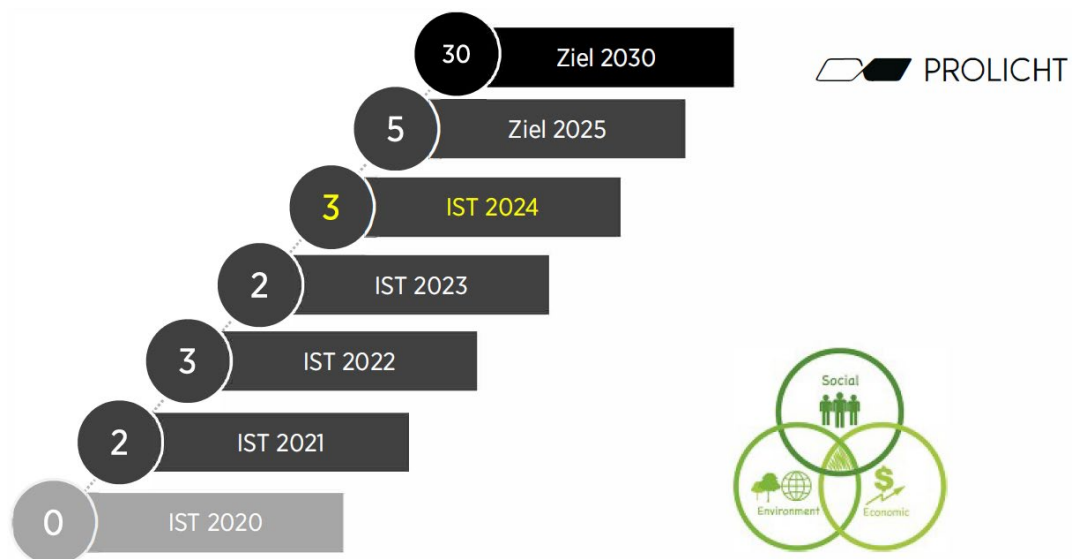 30 Ziel 2030
PROLICHT
5 Ziel 2025
3 IST 2024
2 IST 2023
3 IST 2022
2 IST 2021
0 IST 2020
Social
Environment
$
Economic